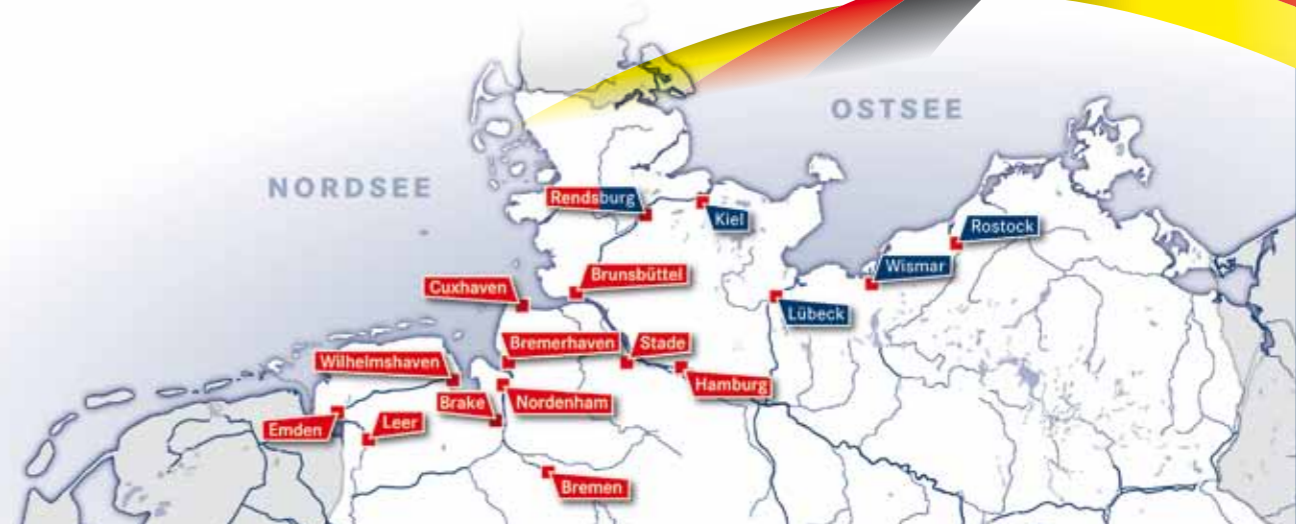 OSTSEE
NORDSEE
Rendsburg
Kiel
Rostock
Wismar
Brunsbüttel
Cuxhaven
Lübeck
Bremerhaven
Stade
Wilhelmshaven
Hamburg
Brake
Nordenham
Emden
Leer
Bremen